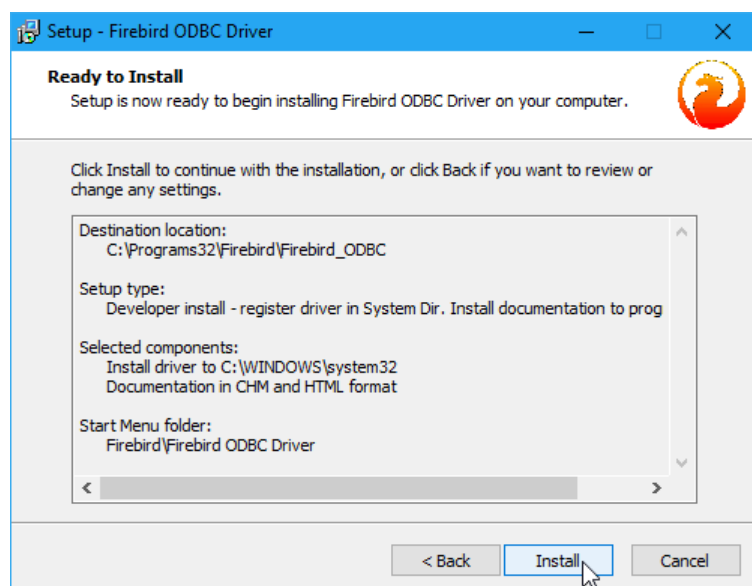 Setup - Firebird ODBC Driver
Ready to Install
Setup is now ready to begin installing Firebird ODBC Driver on your computer.
Click Install to continue with the installation, or click Back if you want to review or
change any settings.
Destination location:
C:\Programs32\Firebird\Firebird_ODBC
Setup type:
Developer install - register driver in System Dir. Install documentation to prog
Selected components:
Install driver to C:\WINDOWS\system32
Documentation in CHM and HTML format
Start Menu folder:
Firebird\Firebird ODBC Driver
< Back
Install
Cancel